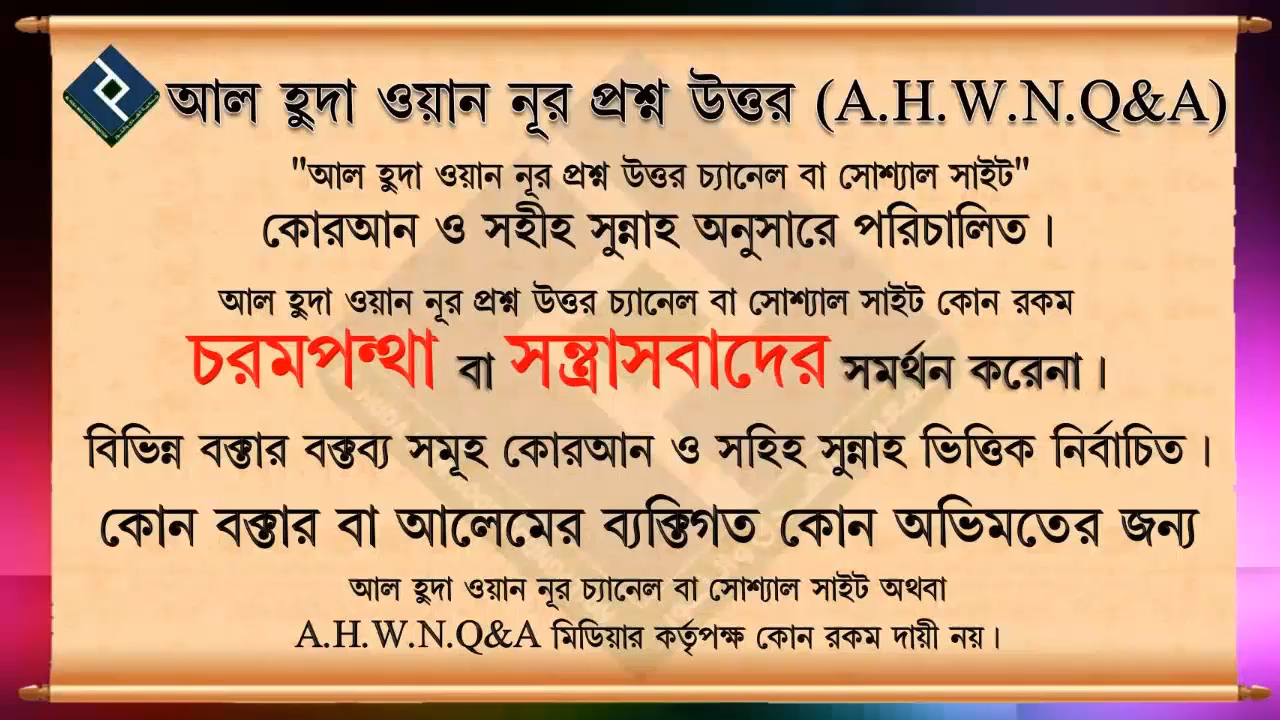 আল হুদা ওয়ান নূর প্রশ্ন উত্তর (A.H.W.N.Q&A)
"আল হুদা ওয়ান নূর প্রশ্ন উত্তর চ্যানেল বা সোশ্যাল সাইট"
কোরআন ও সহীহ সুন্নাহ অনুসারে পরিচালিত।
আল হুদা ওয়ান নূর প্রশ্ন উত্তর চ্যানেল বা সোশ্যাল সাইট কোন রকম
চরমপন্থা বা সন্ত্রাসবাদের সমর্থন করেনা।
বিভিন্ন বক্তার বক্তব্য সমূহ কোরআন ও সহিহ সুন্নাহ ভিত্তিক নির্বাচিত।
কোন বক্তার বা আলেমের ব্যক্তিগত কোন অভিমতের জন্য
আল হুদা ওয়ান নূর চ্যানেল বা সোশ্যাল সাইট অথবা
A.H.W.N.Q&A মিডিয়ার কর্তৃপক্ষ কোন রকম দায়ী নয়।